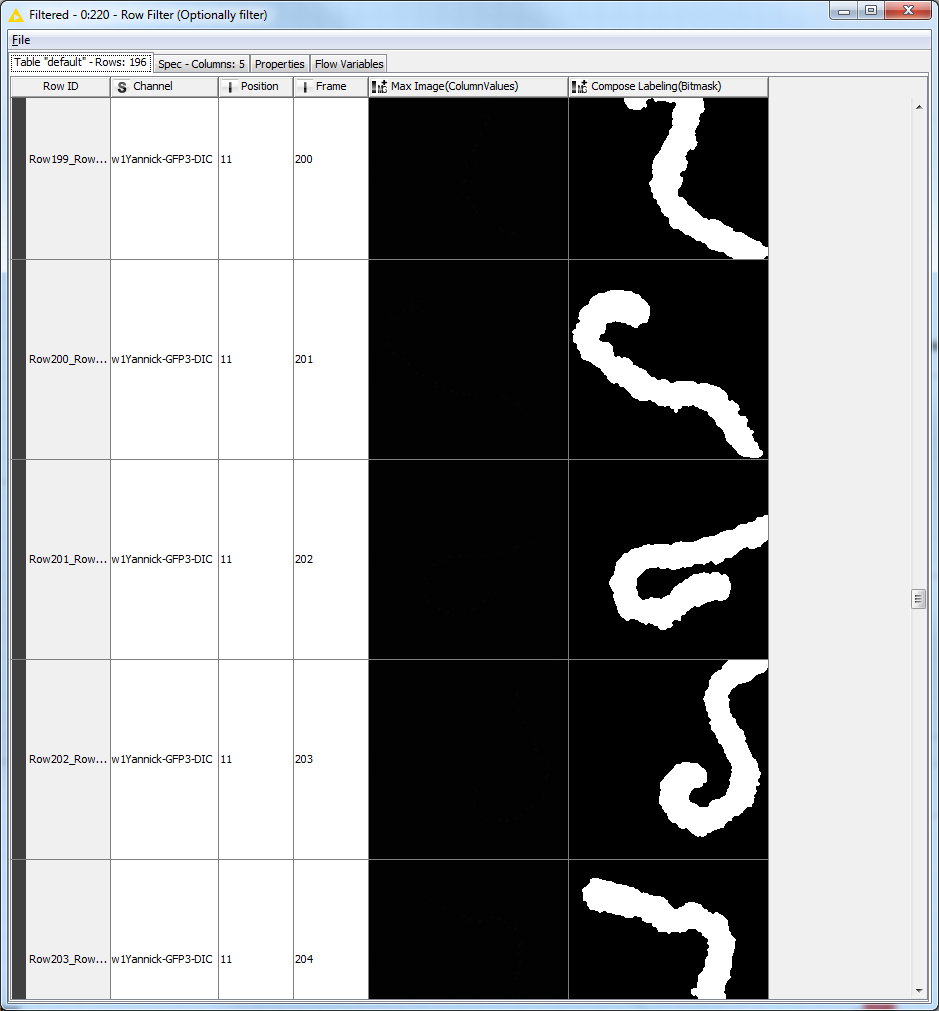 Filtered - 0:220 - Row Filter (Optionally filter)
File
Table "default" - Rows: 196 Spec - Columns: 5 Properties Flow Variables
Row ID S Channel I Position I Frame Max Image(ColumnValues) Compose Labeling(Bitmask)
Row199_Row... w1Yannick-GFP3-DIC 11 200
Row200_Row... w1Yannick-GFP3-DIC 11 201
Row201_Row... w1Yannick-GFP3-DIC 11 202
Row202_Row... w1Yannick-GFP3-DIC 11 203
Row203_Row... w1Yannick-GFP3-DIC 11 204